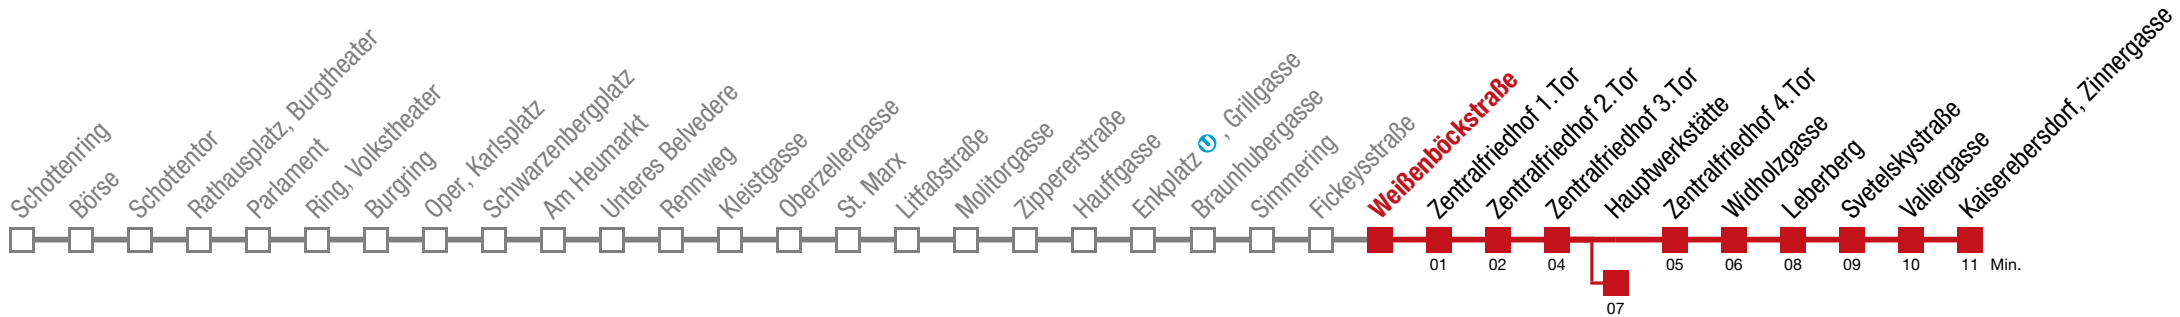 Schottenring
Börse
Schottentor
Rathausplatz, Burgtheater
Parlament
Ring, Volkstheater
Burgring
Oper, Karlsplatz
Schwarzenbergplatz
Am Heumarkt
Unteres Belvedere
Rennweg
Kleistgasse
Oberzellergasse
St. Marx
Litfaßstraße
Molitorgasse
Zippererstraße
Hauffgasse
Enkplatz U, Grillgasse
Braunhubergasse
Simmering
Fickeysstraße
Weißenböckstraße
Zentralfriedhof 1.Tor
Zentralfriedhof 2.Tor
Zentralfriedhof 3.Tor
Hauptwerkstätte
Zentralfriedhof 4.Tor
Widholzgasse
Leberberg
Svetelskystraße
Valiergasse
Kaiserebersdorf, Zinnergasse
01 02 04 05 06 08 09 10 11 Min.
07